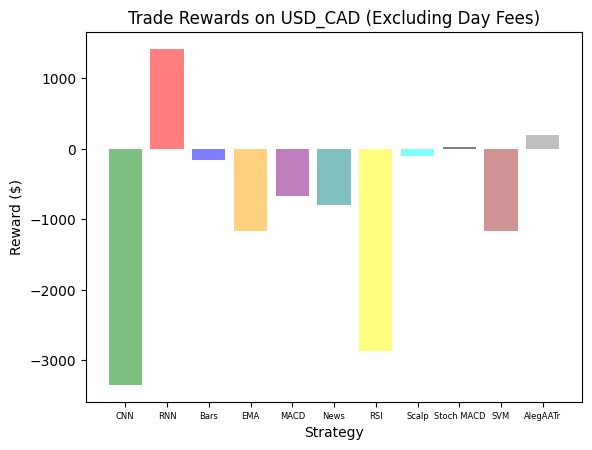 Trade Rewards on USD_CAD (Excluding Day Fees)
1000
0
−1000
−2000
−3000
Reward ($)
CNN RNN Bars EMA MACD News RSI Scalp Stoch MACD SVM AlegAATr
Strategy